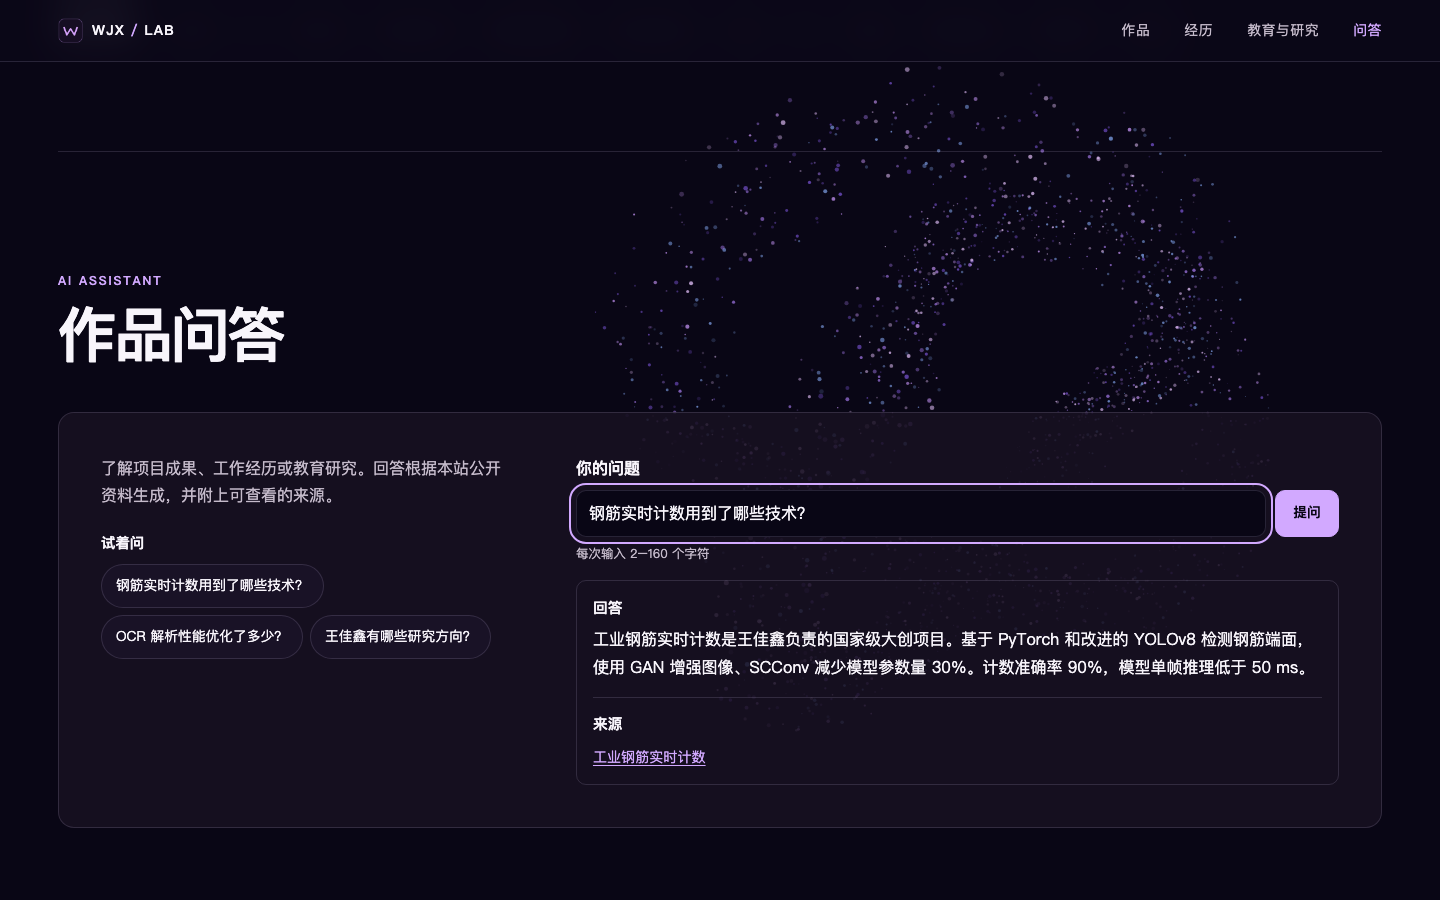 WJX / LAB
作品
经历
教育与研究
问答
AI ASSISTANT
作品问答
了解项目成果、工作经历或教育研究。回答根据本站公开
资料生成，并附上可查看的来源。
试着问
钢筋实时计数用到了哪些技术？
OCR 解析性能优化了多少？
王佳鑫有哪些研究方向？
你的问题
钢筋实时计数用到了哪些技术？
提问
每次输入 2—160 个字符
回答
工业钢筋实时计数是王佳鑫负责的国家级大创项目。基于 PyTorch 和改进的 YOLOv8 检测钢筋端面，
使用 GAN 增强图像、SCConv 减少模型参数量 30%。计数准确率 90%，模型单帧推理低于 50 ms。
来源
工业钢筋实时计数